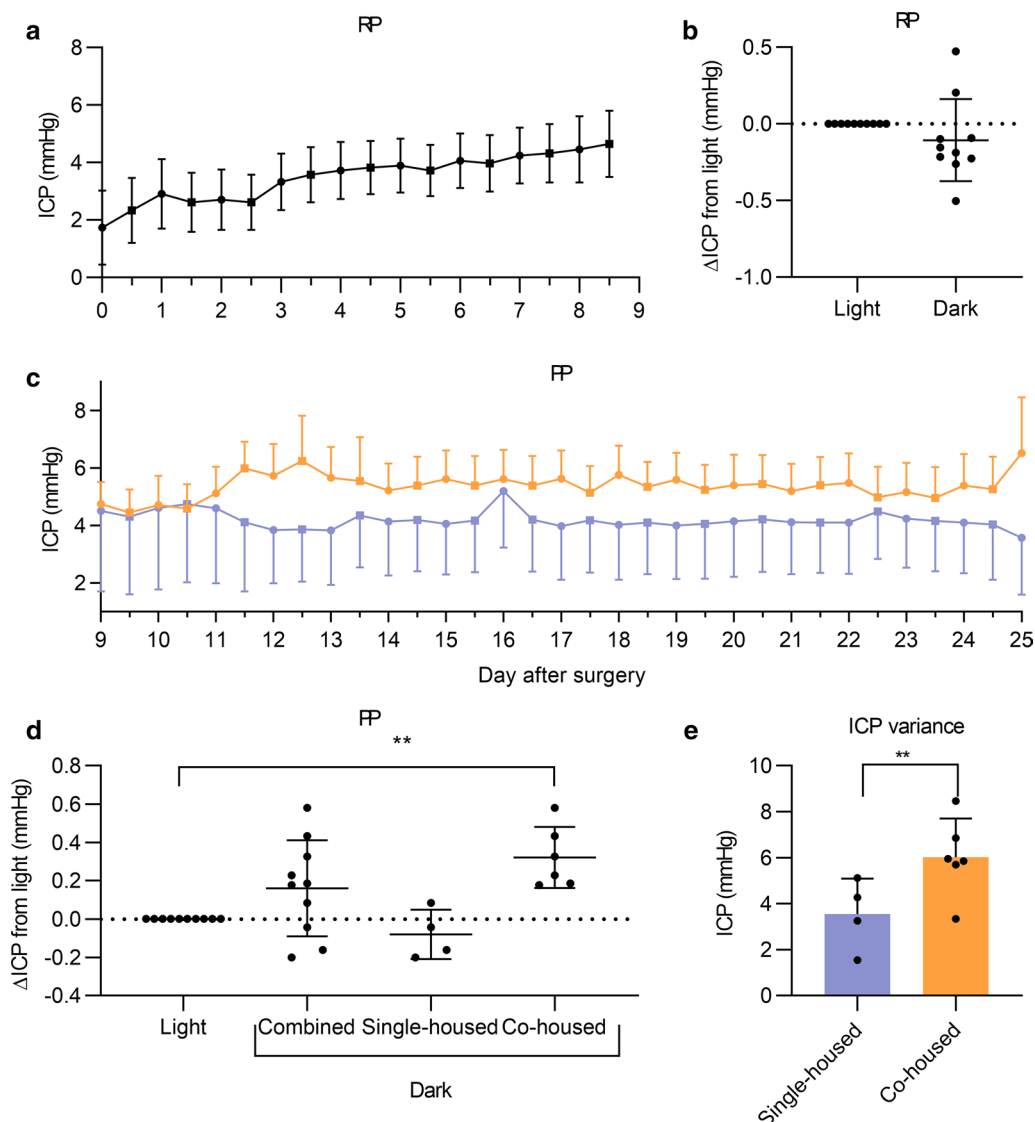 a
RP
ICP (mmHg)
8
6
4
2
0
0 1 2 3 4 5 6 7 8 9
b
RP
ΔICP from light (mmHg)
0.5
0.0
-0.5
-1.0
Light Dark
c
PP
ICP (mmHg)
8
6
4
2
9 10 11 12 13 14 15 16 17 18 19 20 21 22 23 24 25
Day after surgery
d
PP
**
ΔICP from light (mmHg)
0.8
0.6
0.4
0.2
0.0
-0.2
-0.4
Light Combined Single-housed Co-housed
Dark
e
ICP variance
**
ICP (mmHg)
10
8
6
4
2
0
Single-housed
Co-housed